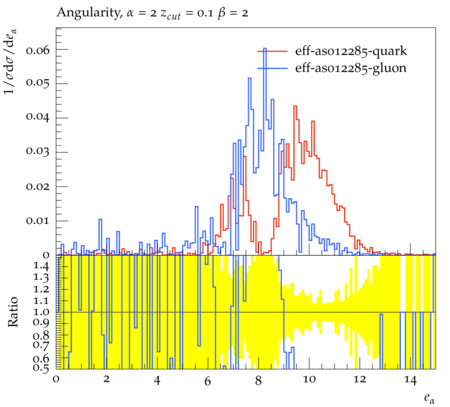 Angularity, α = 2 z_cut = 0.1 β = 2
1/σdσ/de_α
0.06
0.05
0.04
0.03
0.02
0.01
0
eff-as012285-quark
eff-as012285-gluon
Ratio
1.4
1.3
1.2
1.1
1.0
0.9
0.8
0.7
0.6
0.5
0 2 4 6 8 10 12 14
e_α